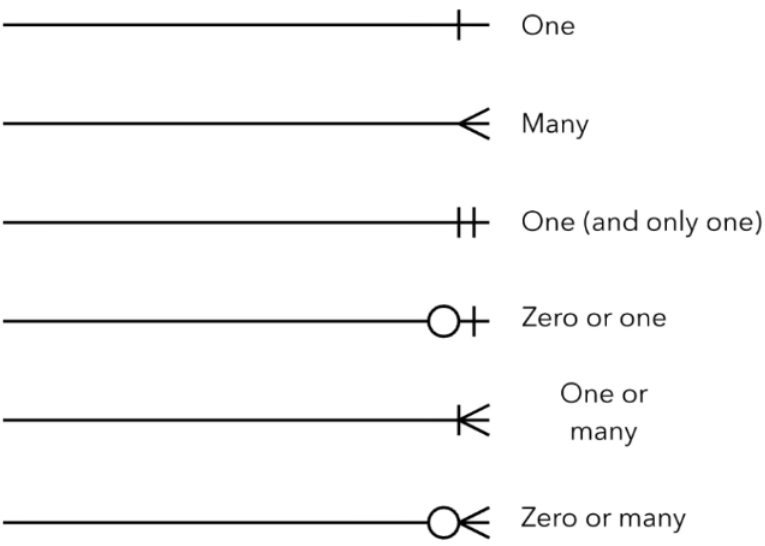 One
Many
One (and only one)
Zero or one
One or
many
Zero or many